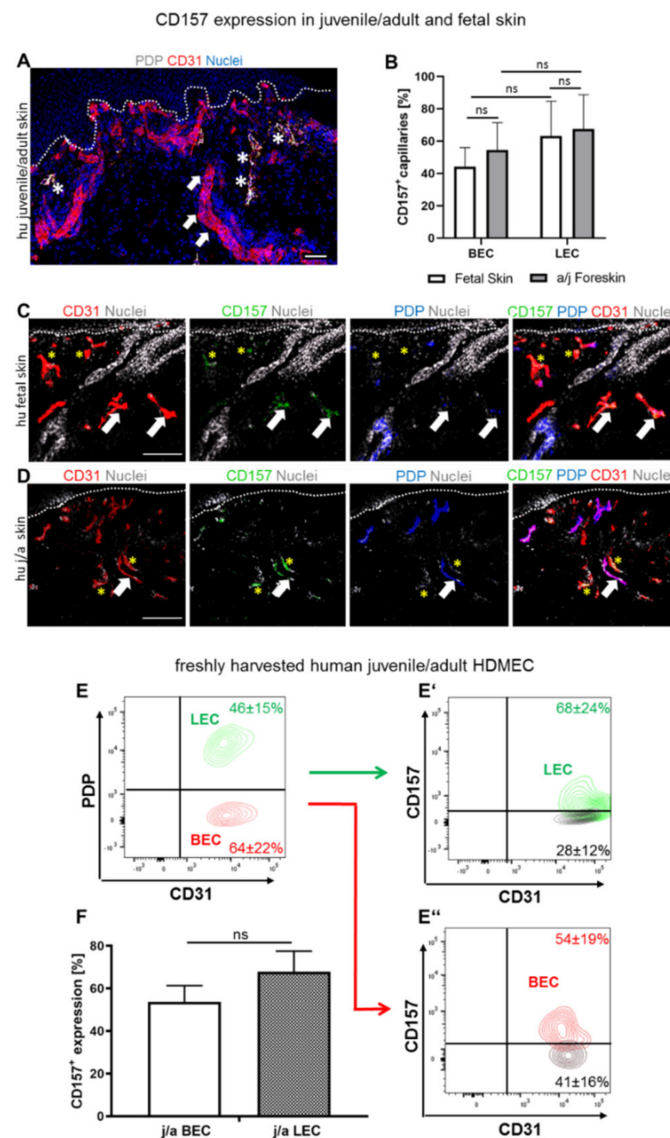 CD157 expression in juvenile/adult and fetal skin
A
PDP CD31 Nuclei
hu juvenile/adult skin
*
*
*
*
B
CD157+ capillaries [%]
100
80
60
40
20
0
ns
ns
ns
ns
BEC
LEC
Fetal Skin
a/j Foreskin
C
CD31 Nuclei
CD157 Nuclei
PDP Nuclei
CD157 PDP CD31 Nuclei
hu fetal skin
* *
* *
* *
* *
D
CD31 Nuclei
CD157 Nuclei
PDP Nuclei
CD157 PDP CD31 Nuclei
hu j/a skin
* *
* *
* *
* *
freshly harvested human juvenile/adult HDMEC
E
46±15%
LEC
BEC
64±22%
PDP
CD31
E'
68±24%
LEC
28±12%
CD157
CD31
F
CD157+ expression [%]
80
60
40
20
0
ns
j/a BEC
j/a LEC
E"
54±19%
BEC
41±16%
CD157
CD31